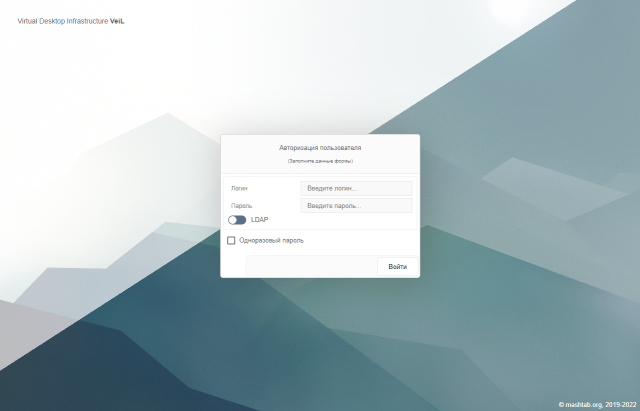 Virtual Desktop Infrastructure VeiL
Авторизация пользователя
(Заполните данные формы)
Логин
Введите логин...
Пароль
Введите пароль...
LDAP
Одноразовый пароль
Войти
© mashtab.org, 2019-2022